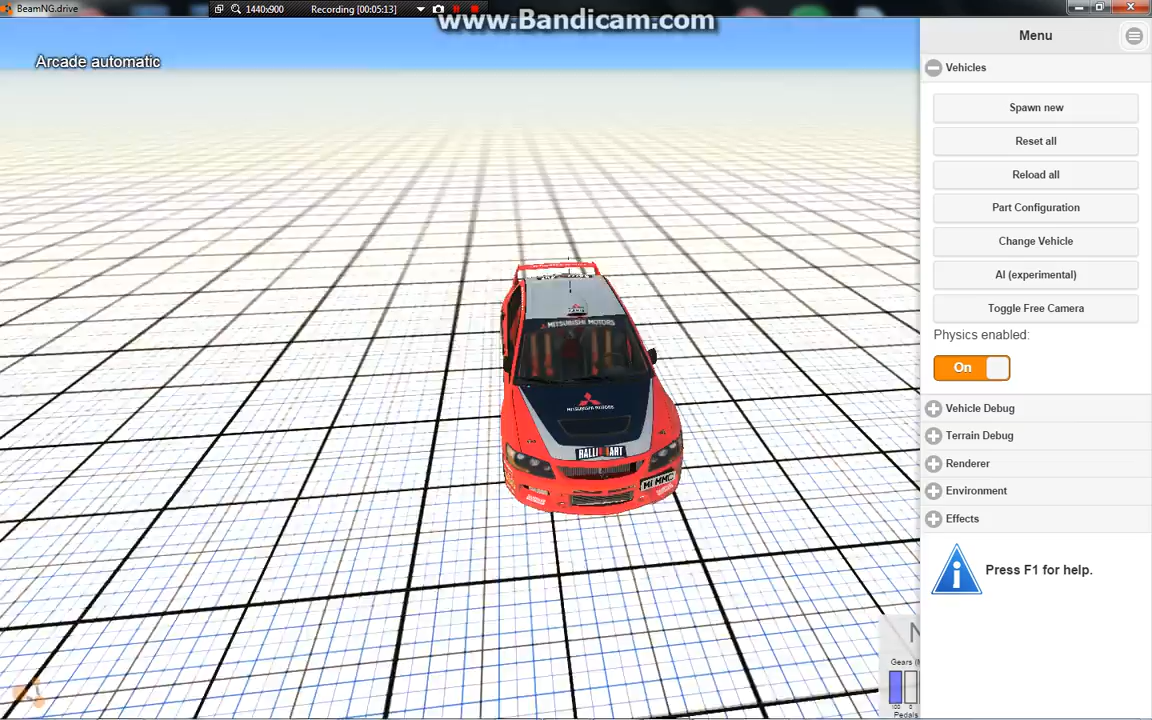 BeamNG.drive
1440x900
Recording [00:05:13]
www.Bandicam.com
Menu
Arcade automatic
Vehicles
Spawn new
Reset all
Reload all
Part Configuration
Change Vehicle
AI (experimental)
Toggle Free Camera
Physics enabled:
On
Vehicle Debug
Terrain Debug
Renderer
Environment
Effects
Press F1 for help.
MITSUBISHI MOTORS
MITSUBISHI MOTORS
RALLIART
MI MMC
N
Gears (
Pedals